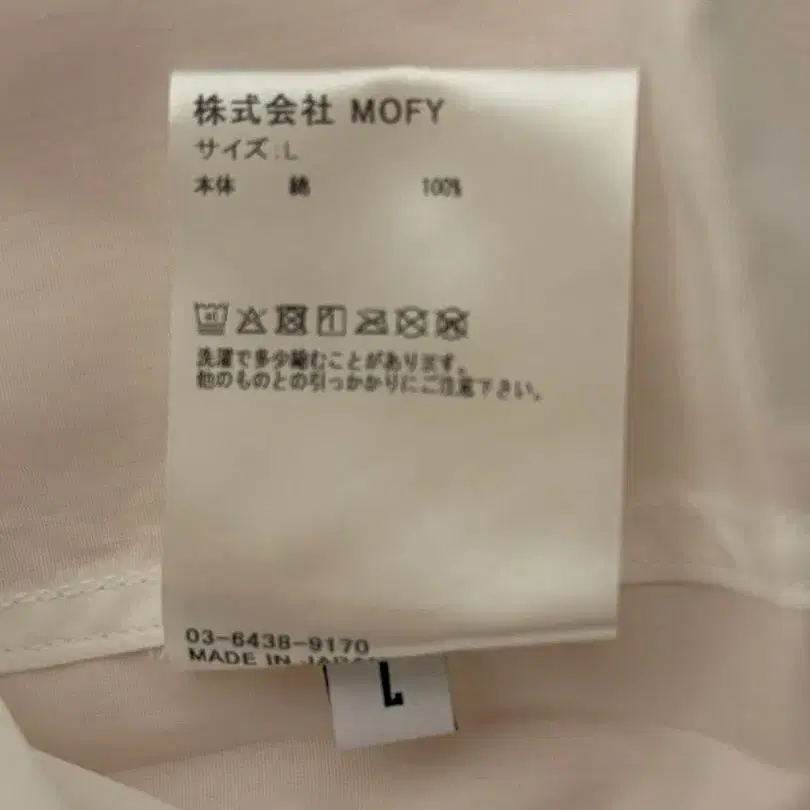 株式会社 MOFY
サイズ:L
本体 綿 100%
洗濯で多少縮むことがあります。
他のものとの引っかかりにご注意下さい。
03-6438-9170
MADE IN JAPAN
L